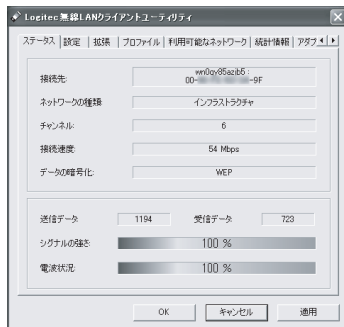 Logitec 無線LANクライアントユーティリティ
ステータス 設定 拡張 プロファイル 利用可能なネットワーク 統計情報 アダプ
接続先: wn0qy85azib5 :
00- -9F
ネットワークの種類 インフラストラクチャ
チャンネル: 6
接続速度: 54 Mbps
データの暗号化: WEP
送信データ: 1194 受信データ: 723
シグナルの強さ: 100 %
電波状況: 100 %
OK キャンセル 適用